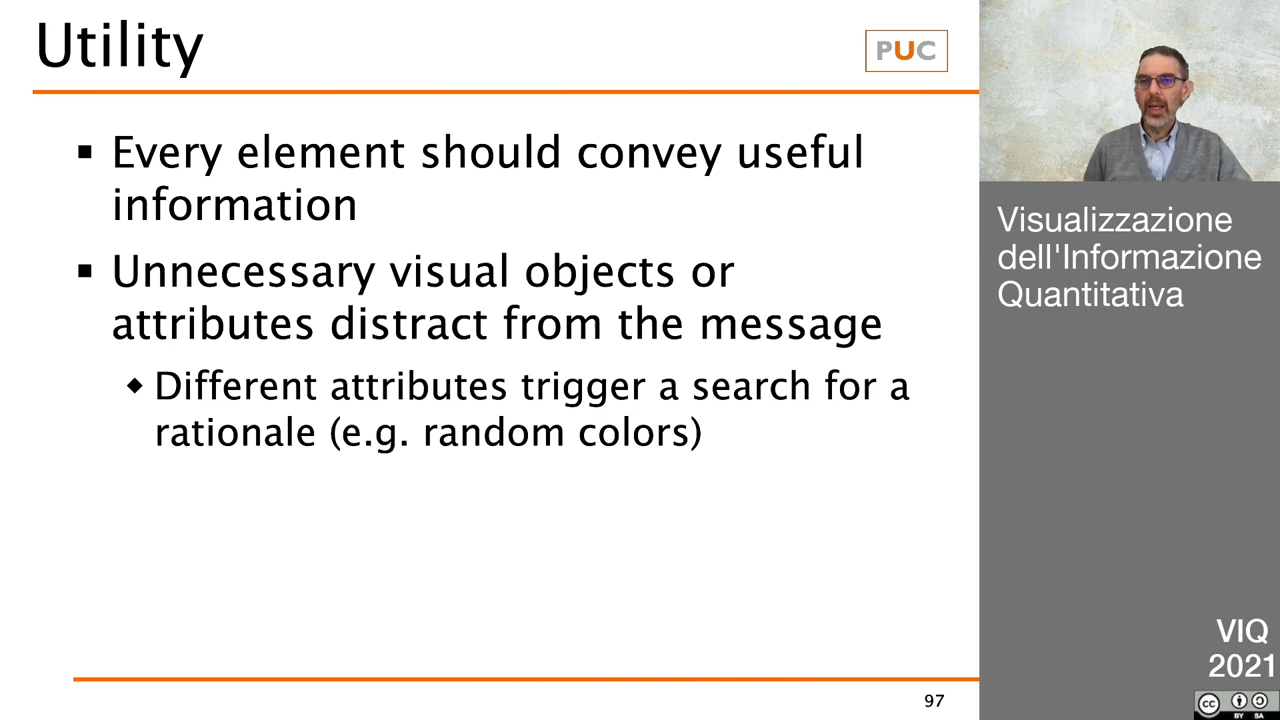 Utility
PUC
Every element should convey useful
information
Unnecessary visual objects or
attributes distract from the message
Different attributes trigger a search for a
rationale (e.g. random colors)
97
Visualizzazione
dell'Informazione
Quantitativa
VIQ
2021
cc
BY SA